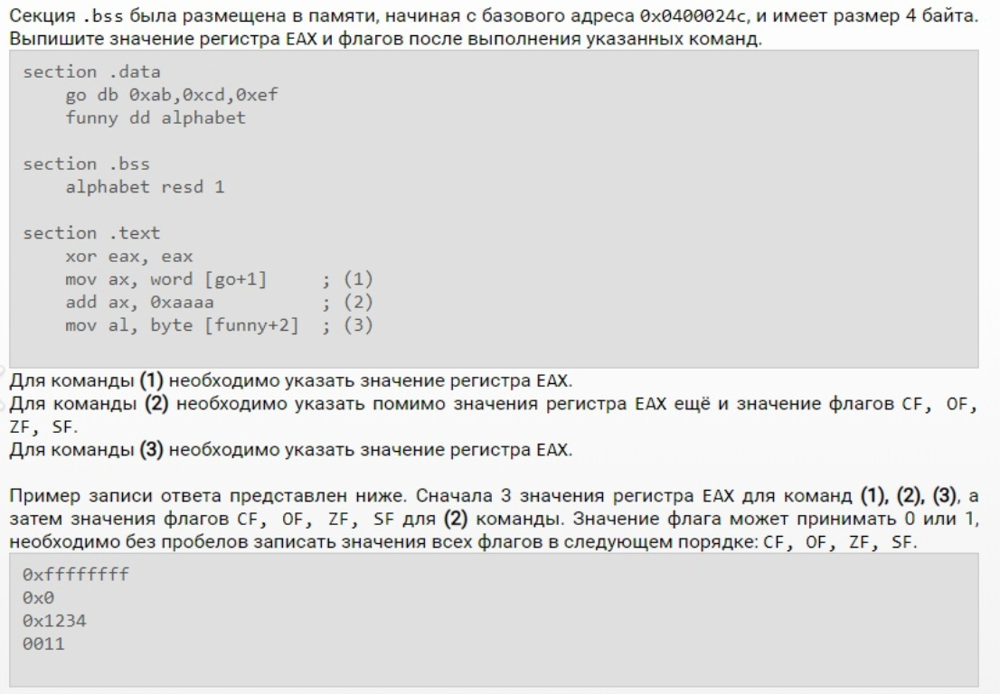 Секция .bss была размещена в памяти, начиная с базового адреса 0x0400024c, и имеет размер 4 байта.
Выпишите значение регистра EAX и флагов после выполнения указанных команд.
section .data
    go db 0xab,0xcd,0xef
    funny dd alphabet
section .bss
    alphabet resd 1
section .text
    xor eax, eax
    mov ax, word [go+1]     ; (1)
    add ax, 0xaaaa          ; (2)
    mov al, byte [funny+2]  ; (3)
Для команды (1) необходимо указать значение регистра EAX.
Для команды (2) необходимо указать помимо значения регистра EAX ещё и значение флагов CF, OF,
ZF, SF.
Для команды (3) необходимо указать значение регистра EAX.
Пример записи ответа представлен ниже. Сначала 3 значения регистра EAX для команд (1), (2), (3), а
затем значения флагов CF, OF, ZF, SF для (2) команды. Значение флага может принимать 0 или 1,
необходимо без пробелов записать значения всех флагов в следующем порядке: CF, OF, ZF, SF.
0xffffffff
0x0
0x1234
0011